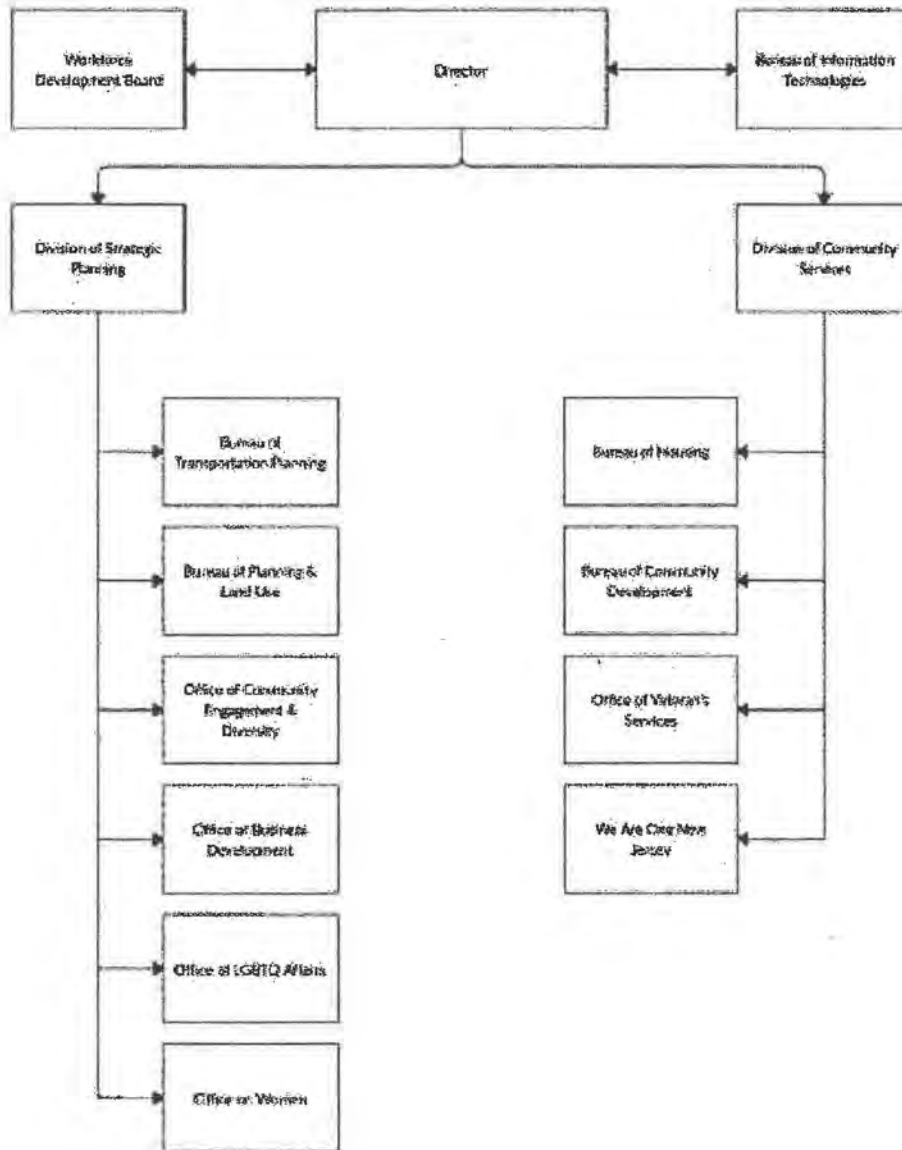 Workforce
Development Board
Director
Bureau of Information
Technologies
Division of Strategic
Planning
Division of Community
Services
Bureau of
Transportation Planning
Bureau of Housing
Bureau of Planning &
Land Use
Bureau of Community
Development
Office of Community
Engagement &
Diversity
Office of Veteran's
Services
Office of Business
Development
We Are One New
Jersey
Office of LGBTQ Affairs
Office on Women